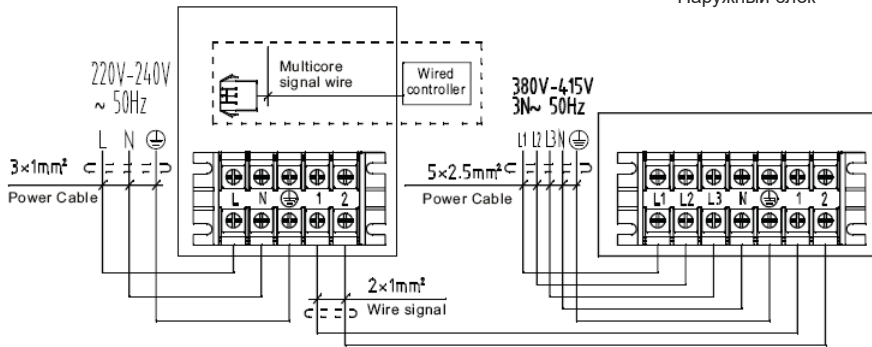 Наружный блок
220V-240V
~ 50Hz
L N
3×1mm²
Power Cable
Multicore
signal wire
Wired
controller
L N 1 2
2×1mm²
Wire signal
380V-415V
3N~ 50Hz
L1 L2 L3 N
5×2.5mm²
Power Cable
L1 L2 L3 N 1 2